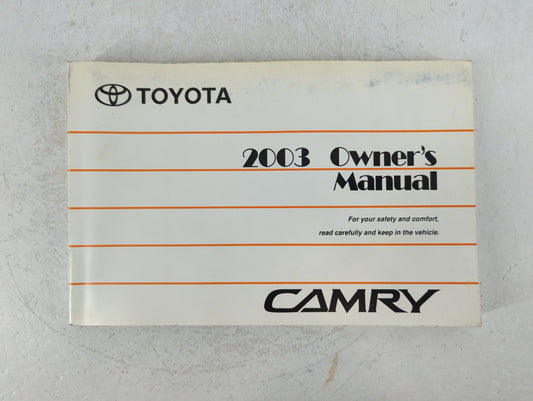 TOYOTA
2003 Owner's
Manual
For your safety and comfort,
read carefully and keep in the vehicle.
CAMRY